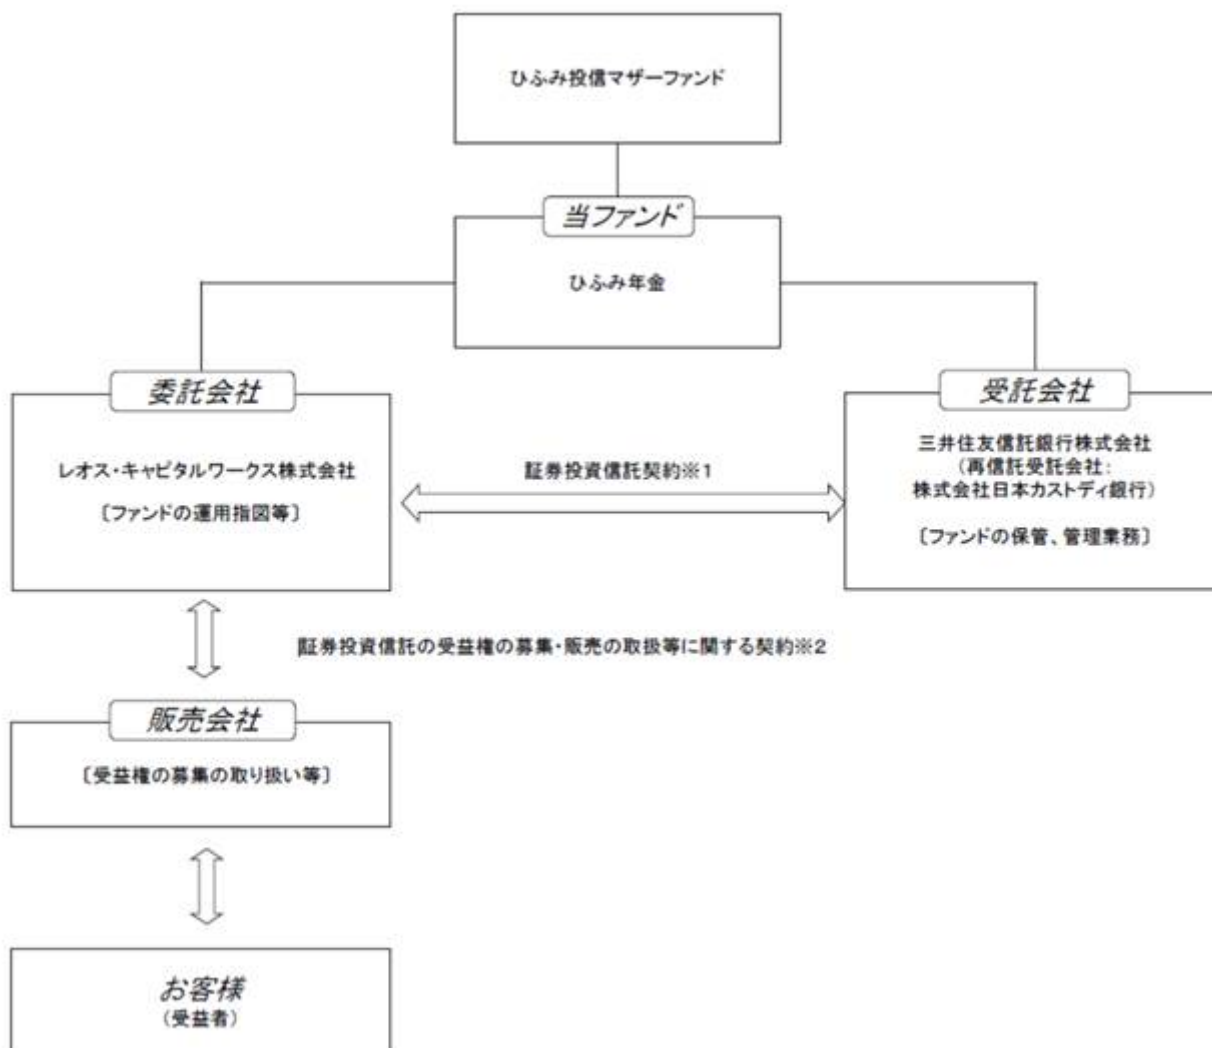 ひふみ投信マザーファンド
当ファンド
ひふみ年金
委託会社
レオス・キャピタルワークス株式会社
〔ファンドの運用指図等〕
証券投資信託契約※1
受託会社
三井住友信託銀行株式会社
(再信託受託会社:
株式会社日本カストディ銀行)
〔ファンドの保管、管理業務〕
証券投資信託の受益権の募集・販売の取扱等に関する契約※2
販売会社
〔受益権の募集の取り扱い等〕
お客様
(受益者)